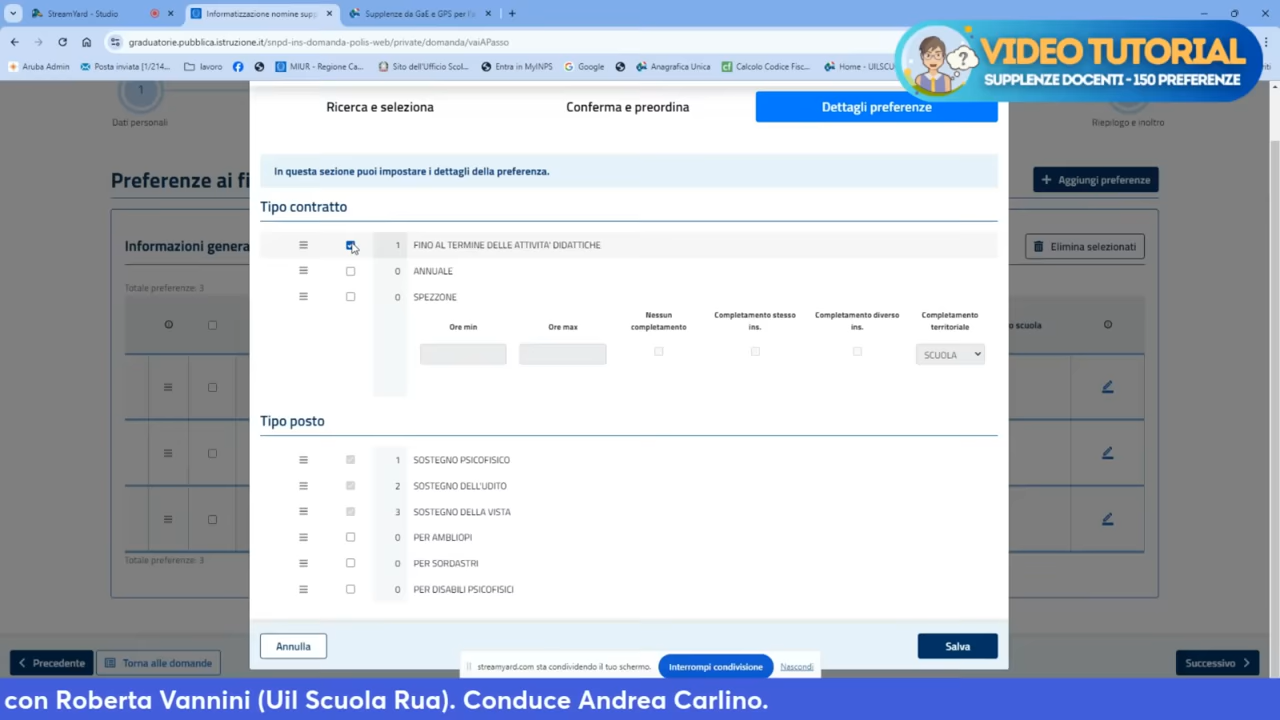 StreamYard - Studio
Informatizzazione nomine supp
Supplenze da GaE e GPS per l'a
graduatorie.pubblica.istruzione.it/snpd-ins-domanda-polis-web/private/domanda/vaiAPasso
Aruba Admin
Posta inviata [1/214...
lavoro
MIUR - Regione Ca...
Sito dell'Ufficio Scol...
Entra in MyINPS
Google
Anagrafica Unica
Calcolo Codice Fisc...
Home - UILSCU
VIDEO TUTORIAL
SUPPLENZE DOCENTI - 150 PREFERENZE
1
Dati personali
Riepilogo e inoltro
Ricerca e seleziona
Conferma e preordina
Dettagli preferenze
In questa sezione puoi impostare i dettagli della preferenza.
Preferenze ai fi
Aggiungi preferenze
Tipo contratto
Informazioni genera
Elimina selezionati
1 FINO AL TERMINE DELLE ATTIVITA' DIDATTICHE
0 ANNUALE
Totale preferenze: 3
0 SPEZZONE
Ore min
Ore max
Nessun completamento
Completamento stesso ins.
Completamento diverso ins.
Completamento territoriale
o scuola
SCUOLA
Tipo posto
1 SOSTEGNO PSICOFISICO
2 SOSTEGNO DELL'UDITO
3 SOSTEGNO DELLA VISTA
0 PER AMBLIOPI
Totale preferenze: 3
0 PER SORDASTRI
0 PER DISABILI PSICOFISICI
Annulla
Salva
Precedente
Torna alle domande
streamyard.com sta condividendo il tuo schermo.
Interrompi condivisione
Nascondi
Successivo
con Roberta Vannini (Uil Scuola Rua). Conduce Andrea Carlino.